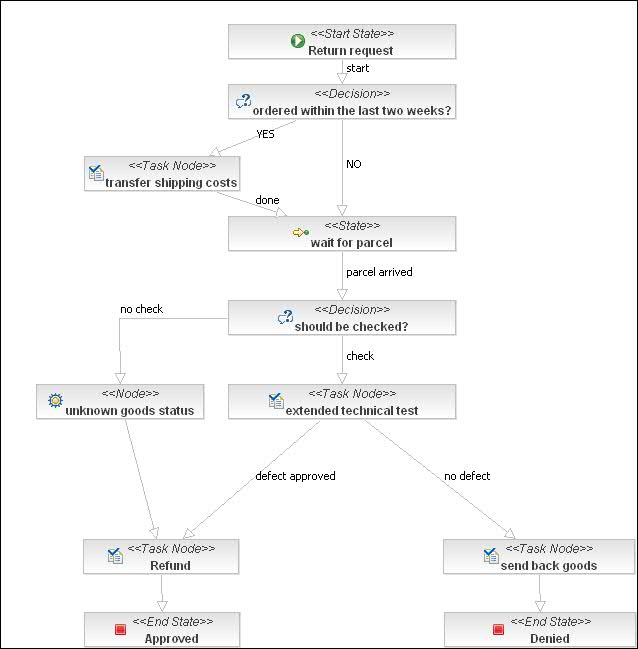 <<Start State>>
Return request
start
<<Decision>>
ordered within the last two weeks?
YES
<<Task Node>>
transfer shipping costs
NO
done
<<State>>
wait for parcel
parcel arrived
<<Decision>>
should be checked?
no check
check
<<Node>>
unknown goods status
<<Task Node>>
extended technical test
defect approved
no defect
<<Task Node>>
Refund
<<Task Node>>
send back goods
<<End State>>
Approved
<<End State>>
Denied